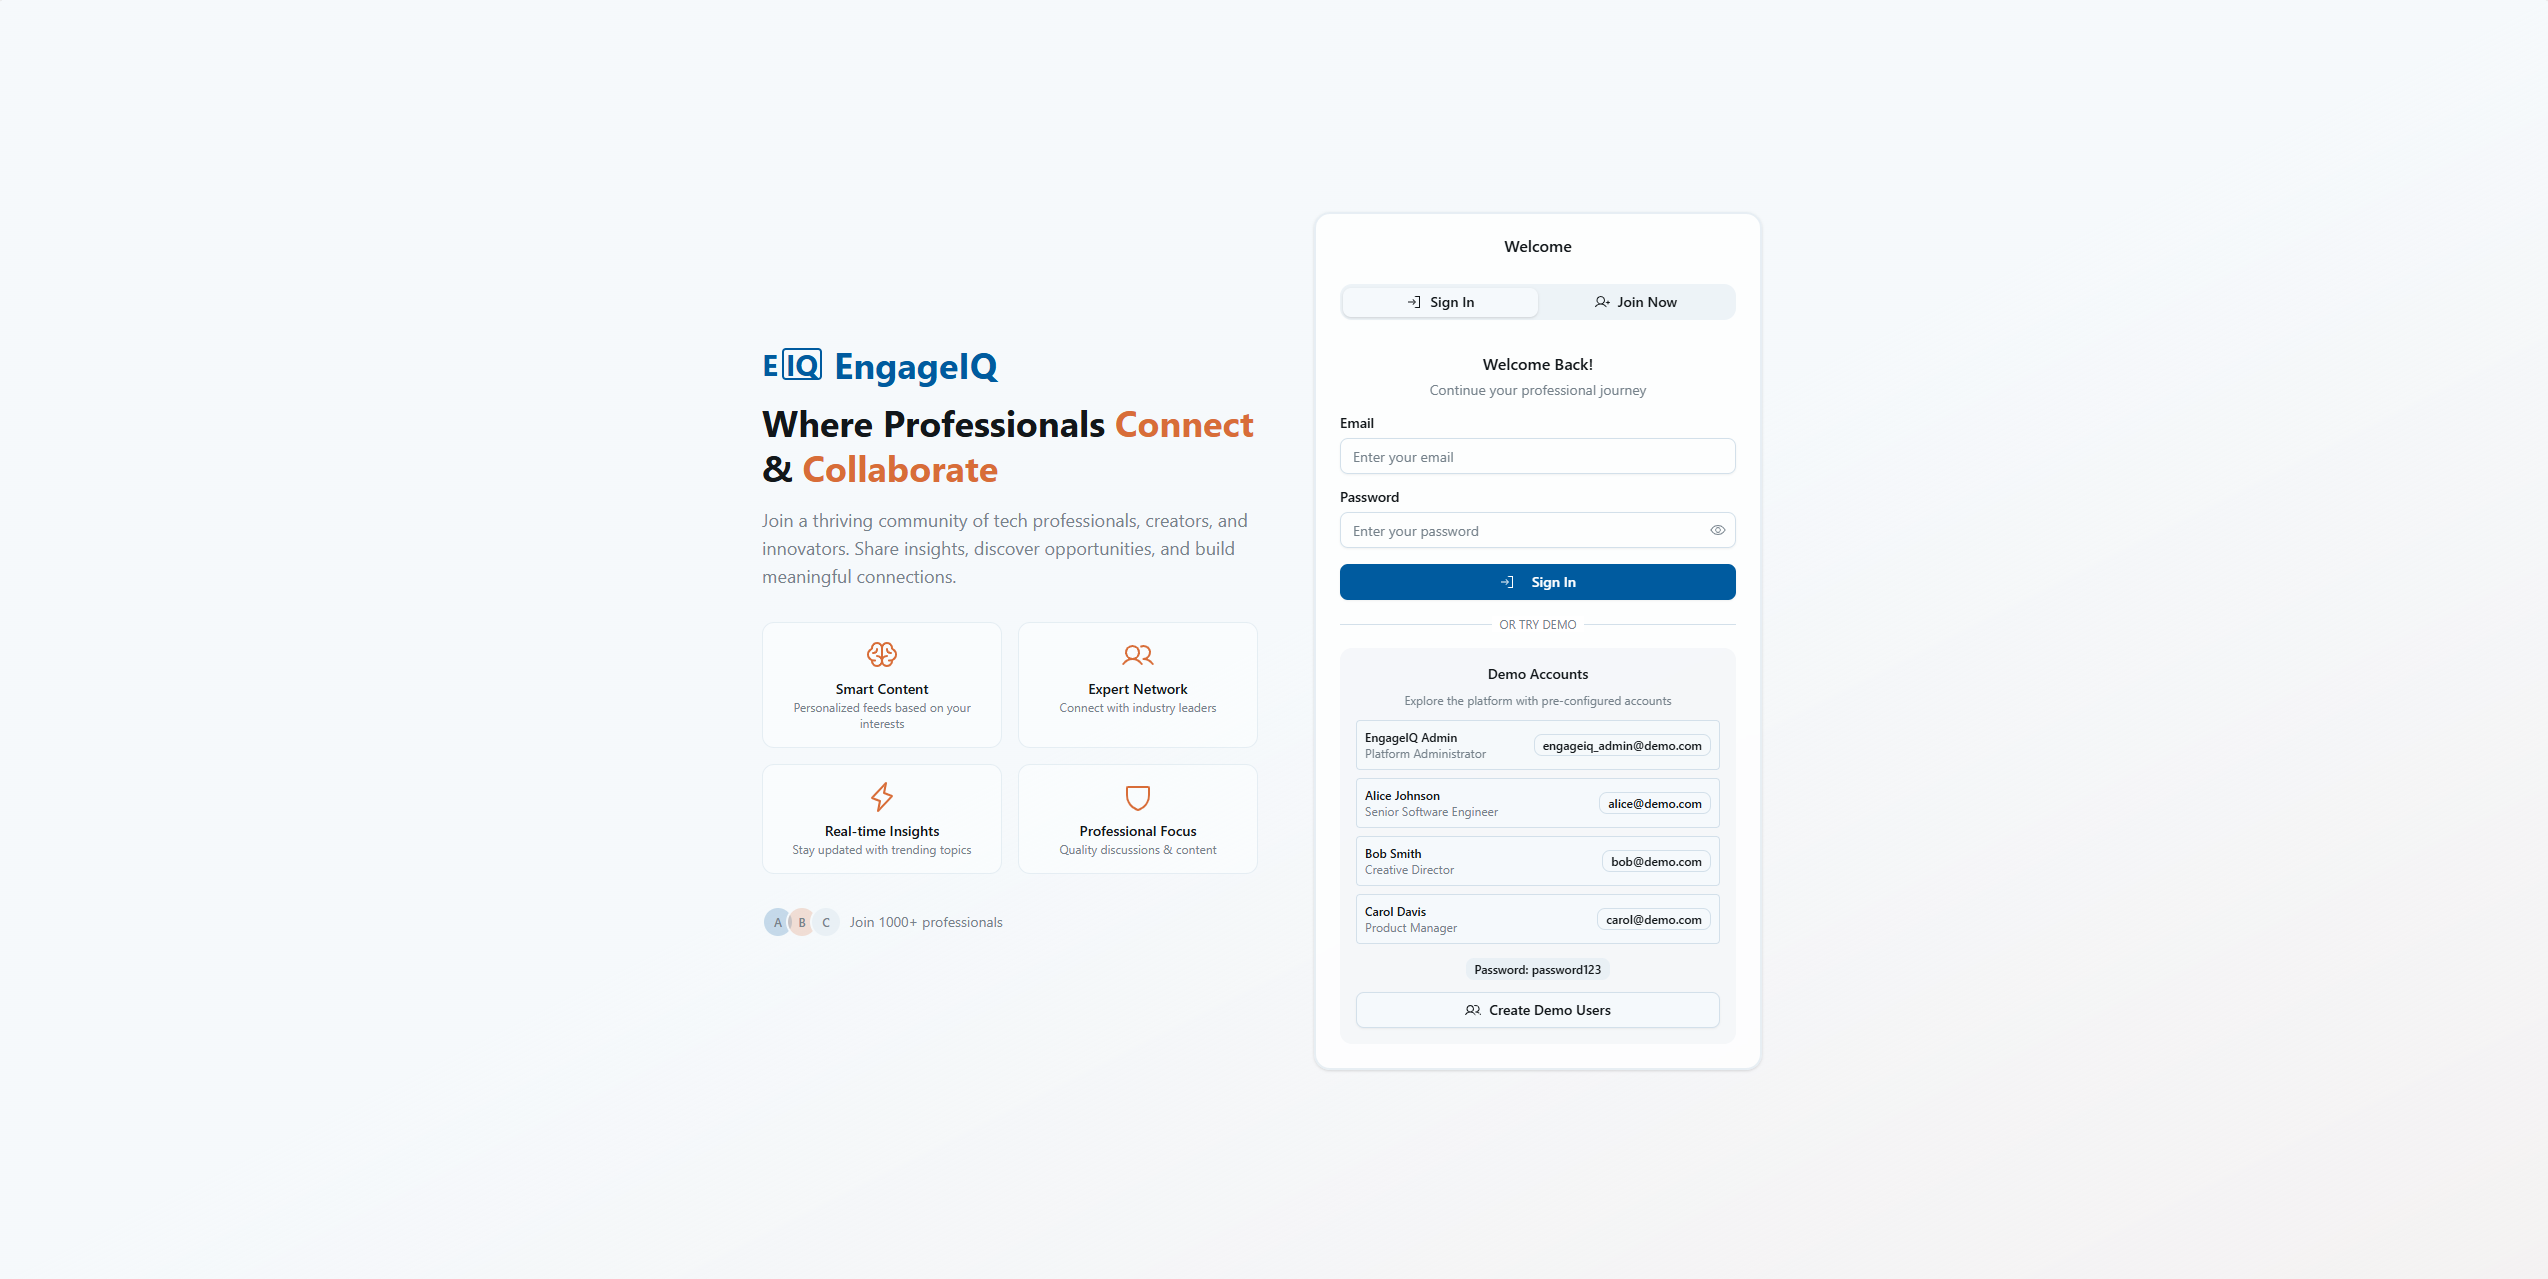 E IQ EngageIQ
Where Professionals Connect
& Collaborate
Join a thriving community of tech professionals, creators, and
innovators. Share insights, discover opportunities, and build
meaningful connections.
Smart Content
Personalized feeds based on your
interests
Expert Network
Connect with industry leaders
Real-time Insights
Stay updated with trending topics
Professional Focus
Quality discussions & content
A B C Join 1000+ professionals
Welcome
Sign In Join Now
Welcome Back!
Continue your professional journey
Email
Enter your email
Password
Enter your password
Sign In
OR TRY DEMO
Demo Accounts
Explore the platform with pre-configured accounts
EngageIQ Admin
Platform Administrator
engageiq_admin@demo.com
Alice Johnson
Senior Software Engineer
alice@demo.com
Bob Smith
Creative Director
bob@demo.com
Carol Davis
Product Manager
carol@demo.com
Password: password123
Create Demo Users